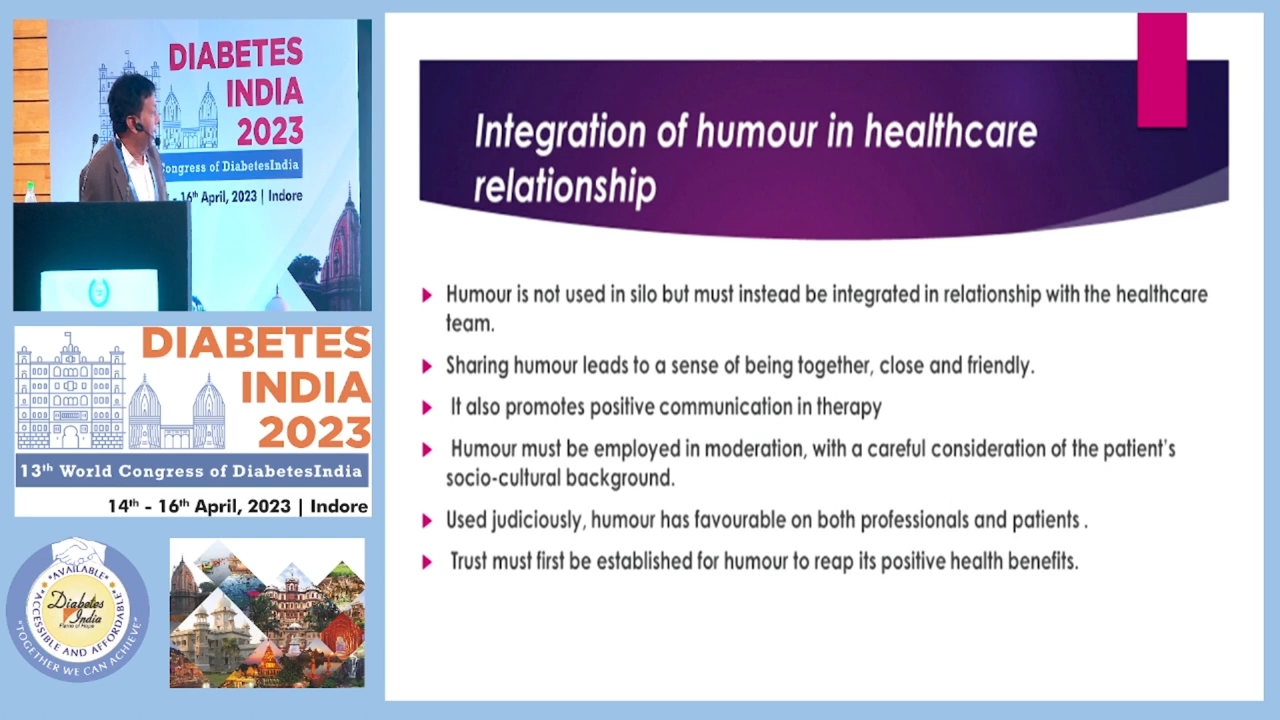 DIABETES
INDIA
2023
Congress of DiabetesIndia
16th April, 2023 | Indore
DIABETES
INDIA
2023
13th World Congress of DiabetesIndia
14th - 16th April, 2023 | Indore
*AVAILABLE*
*ACCESSIBLE AND AFFORDABLE*
Diabetes
India
"TOGETHER WE CAN ACHIEVE"
Integration of humour in healthcare
relationship
Humour is not used in silo but must instead be integrated in relationship with the healthcare
team.
Sharing humour leads to a sense of being together, close and friendly.
It also promotes positive communication in therapy
Humour must be employed in moderation, with a careful consideration of the patient's
socio-cultural background.
Used judiciously, humour has favourable on both professionals and patients .
Trust must first be established for humour to reap its positive health benefits.